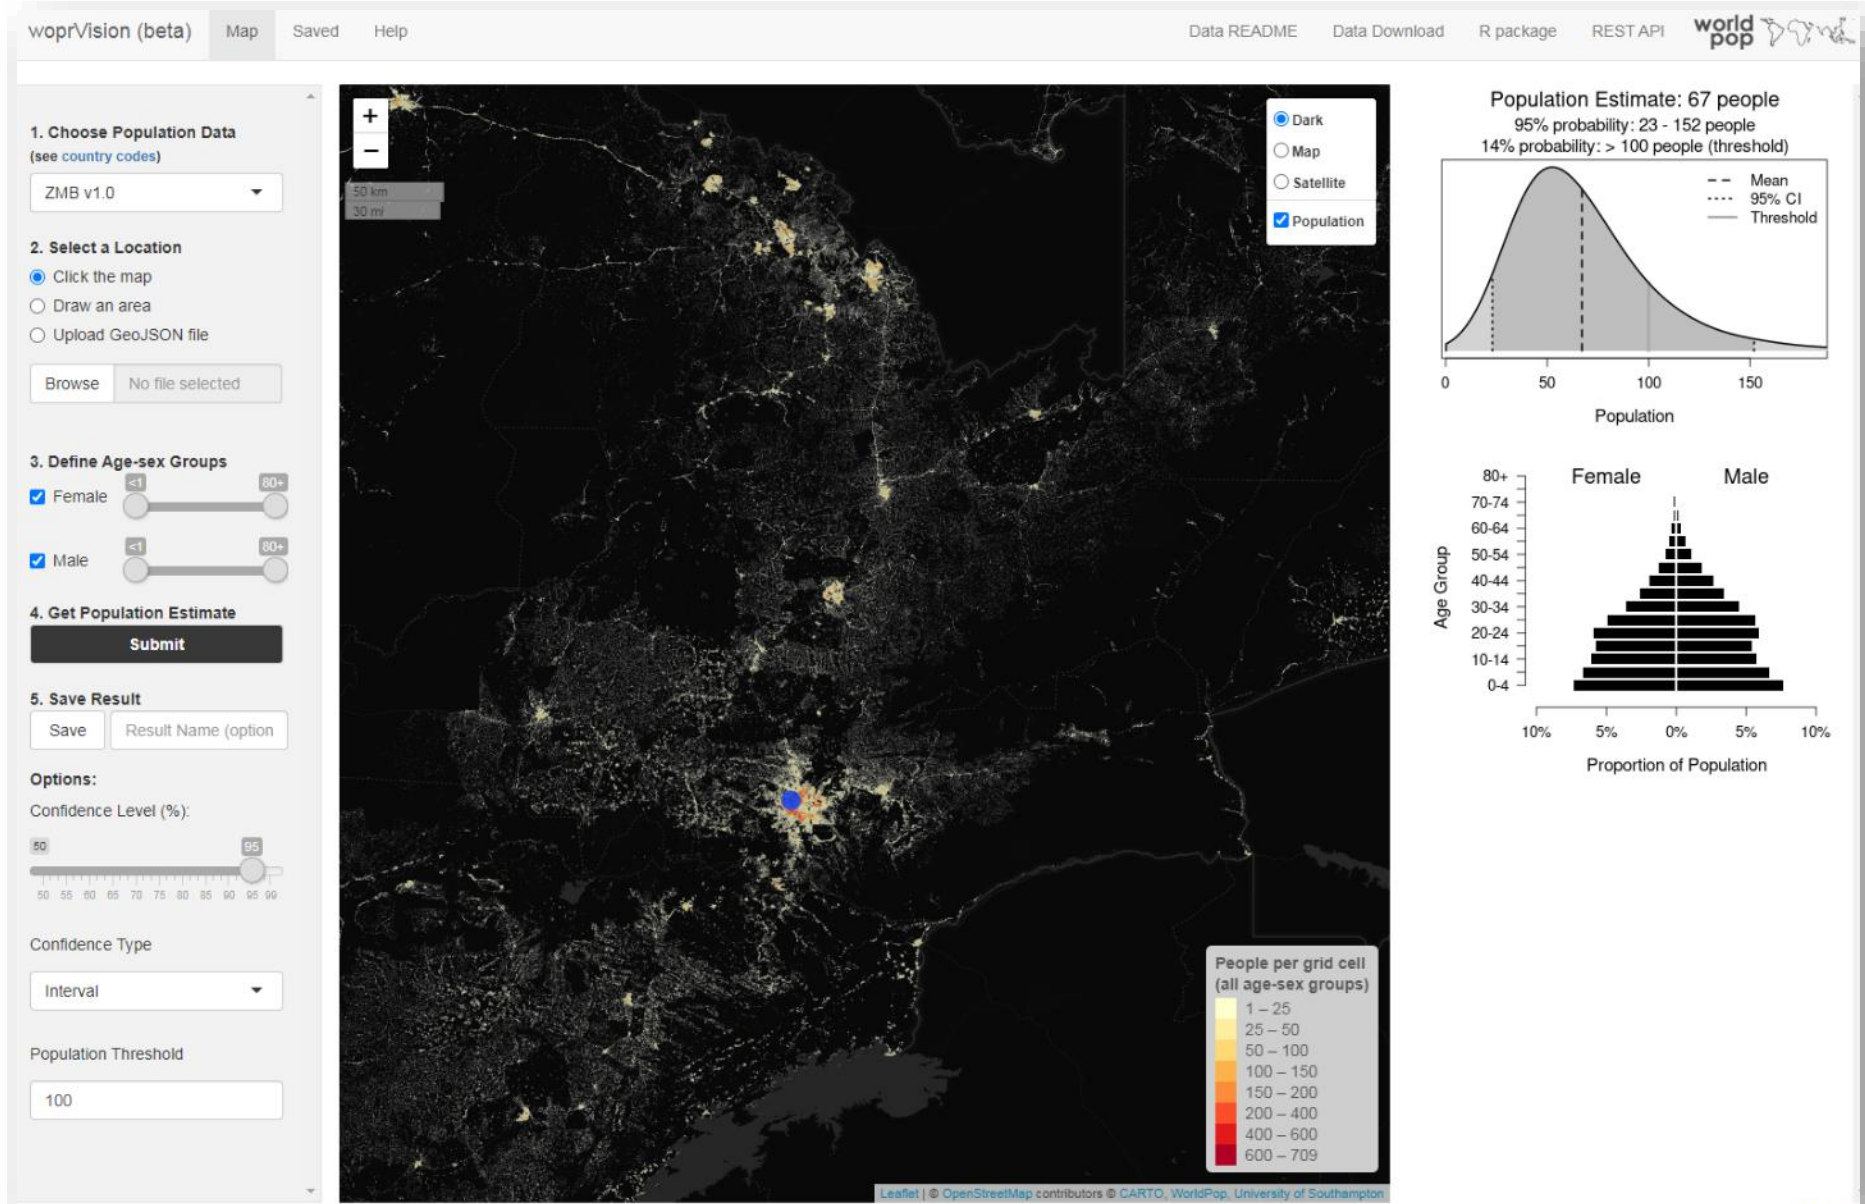 woprVision (beta)
Map
Saved
Help
Data README
Data Download
R package
REST API
world
pop
1. Choose Population Data
(see country codes)
ZMB v1.0
2. Select a Location
Click the map
Draw an area
Upload GeoJSON file
Browse
No file selected
3. Define Age-sex Groups
<1
80+
Female
<1
80+
Male
4. Get Population Estimate
Submit
5. Save Result
Save
Result Name (option
Options:
Confidence Level (%):
50
95
50 55 60 65 70 75 80 85 90 95 99
Confidence Type
Interval
Population Threshold
100
+
−
50 km
30 mi
Dark
Map
Satellite
Population
People per grid cell
(all age-sex groups)
1 – 25
25 – 50
50 – 100
100 – 150
150 – 200
200 – 400
400 – 600
600 – 709
Leaflet | © OpenStreetMap contributors © CARTO, WorldPop, University of Southampton
Population Estimate: 67 people
95% probability: 23 - 152 people
14% probability: > 100 people (threshold)
Mean
95% CI
Threshold
0 50 100 150
Population
Female
Male
80+
70-74
60-64
50-54
40-44
30-34
20-24
10-14
0-4
Age Group
10% 5% 0% 5% 10%
Proportion of Population